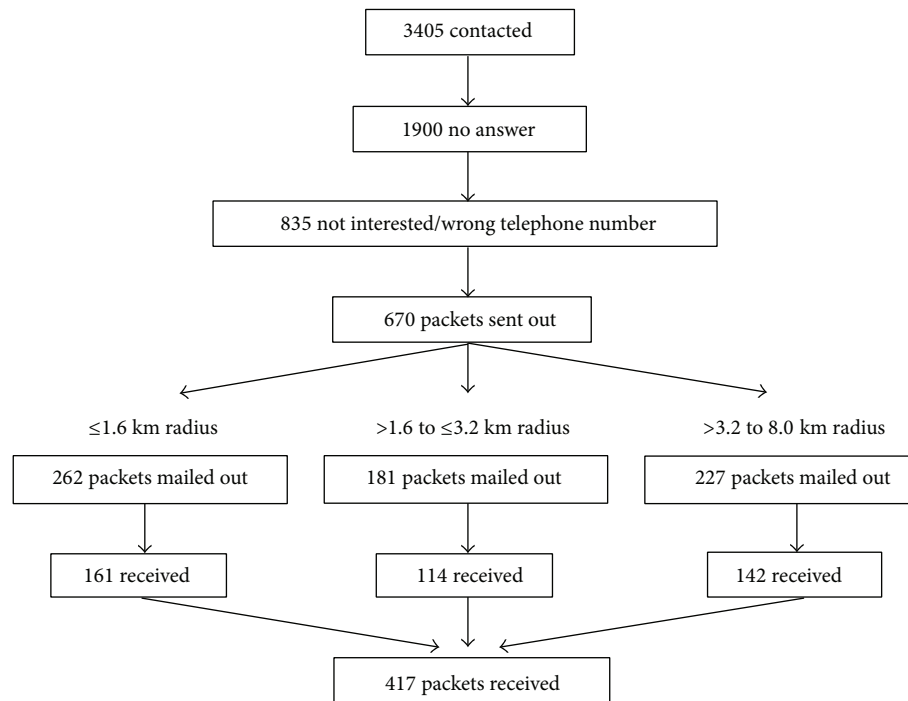 3405 contacted
1900 no answer
835 not interested/wrong telephone number
670 packets sent out
≤1.6 km radius
>1.6 to ≤3.2 km radius
>3.2 to 8.0 km radius
262 packets mailed out
181 packets mailed out
227 packets mailed out
161 received
114 received
142 received
417 packets received